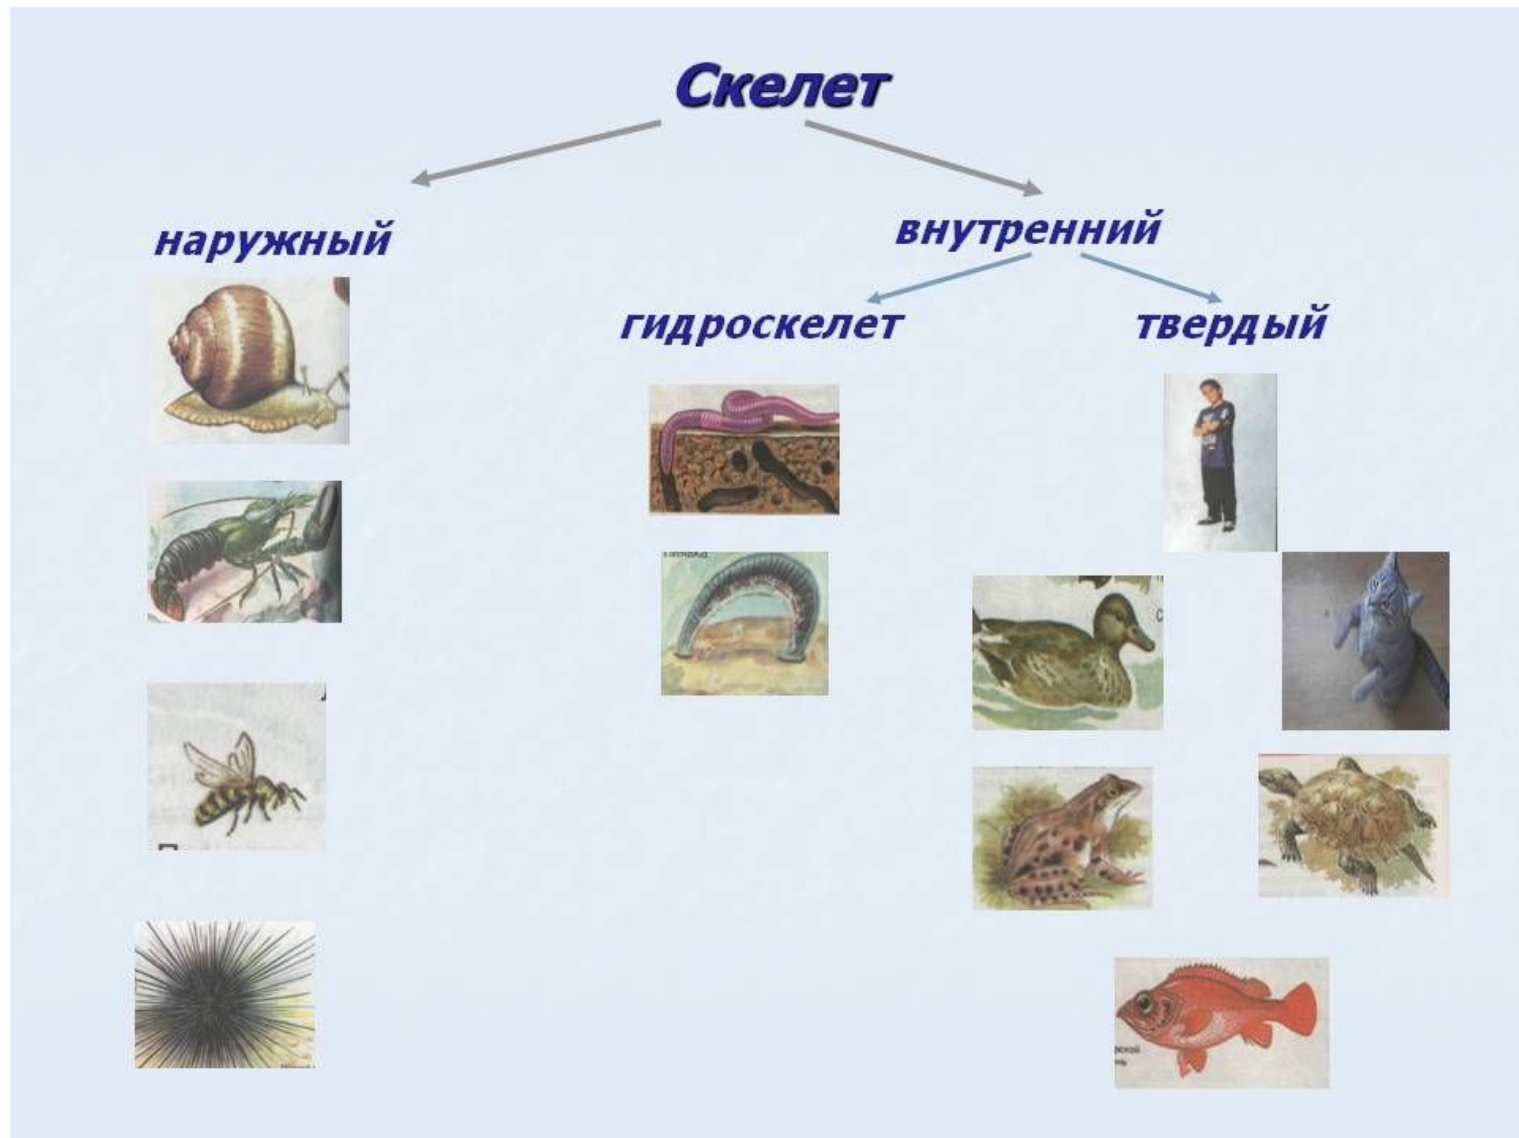 Скелет
наружный
внутренний
гидроскелет
твердый